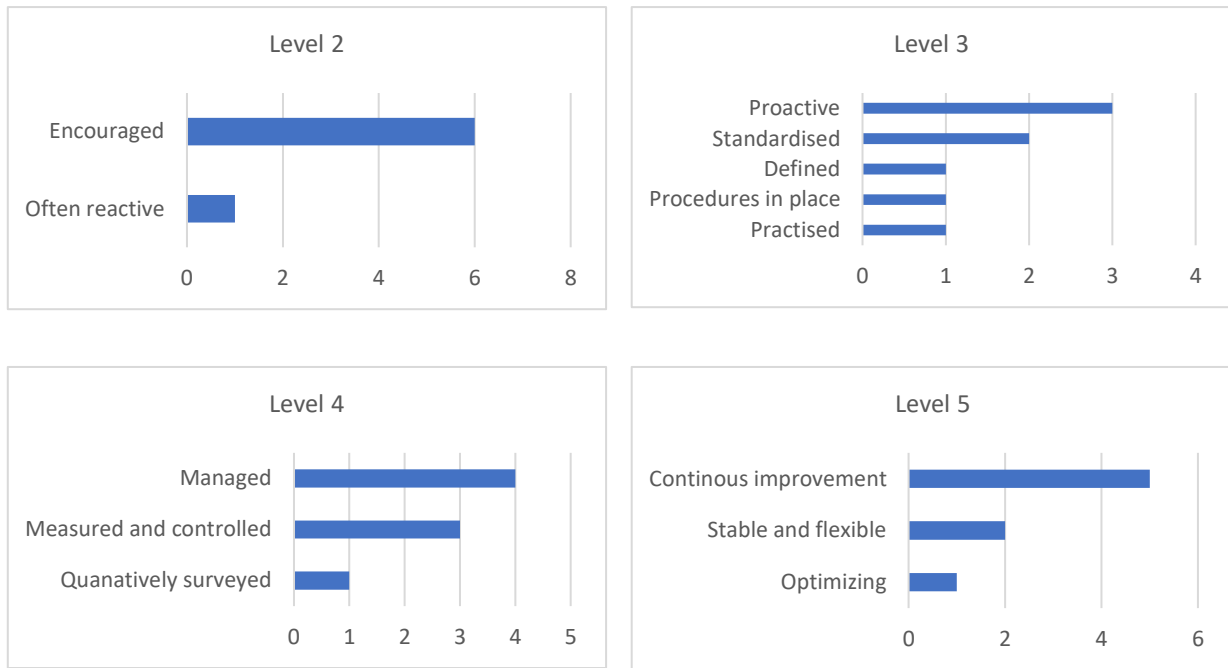 Level 2
Encouraged
Often reactive
0 2 4 6 8
Level 3
Proactive
Standardised
Defined
Procedures in place
Practised
0 1 2 3 4
Level 4
Managed
Measured and controlled
Quanatively surveyed
0 1 2 3 4 5
Level 5
Continous improvement
Stable and flexible
Optimizing
0 2 4 6